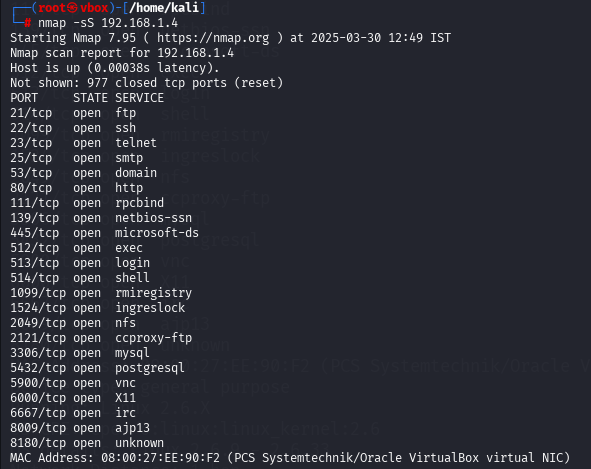 (root㉿vbox)-[/home/kali]
# nmap -sS 192.168.1.4
Starting Nmap 7.95 ( https://nmap.org ) at 2025-03-30 12:49 IST
Nmap scan report for 192.168.1.4
Host is up (0.00038s latency).
Not shown: 977 closed tcp ports (reset)
PORT     STATE SERVICE
21/tcp   open  ftp
22/tcp   open  ssh
23/tcp   open  telnet
25/tcp   open  smtp
53/tcp   open  domain
80/tcp   open  http
111/tcp  open  rpcbind
139/tcp  open  netbios-ssn
445/tcp  open  microsoft-ds
512/tcp  open  exec
513/tcp  open  login
514/tcp  open  shell
1099/tcp open  rmiregistry
1524/tcp open  ingreslock
2049/tcp open  nfs
2121/tcp open  ccproxy-ftp
3306/tcp open  mysql
5432/tcp open  postgresql
5900/tcp open  vnc
6000/tcp open  X11
6667/tcp open  irc
8009/tcp open  ajp13
8180/tcp open  unknown
MAC Address: 08:00:27:EE:90:F2 (PCS Systemtechnik/Oracle VirtualBox virtual NIC)